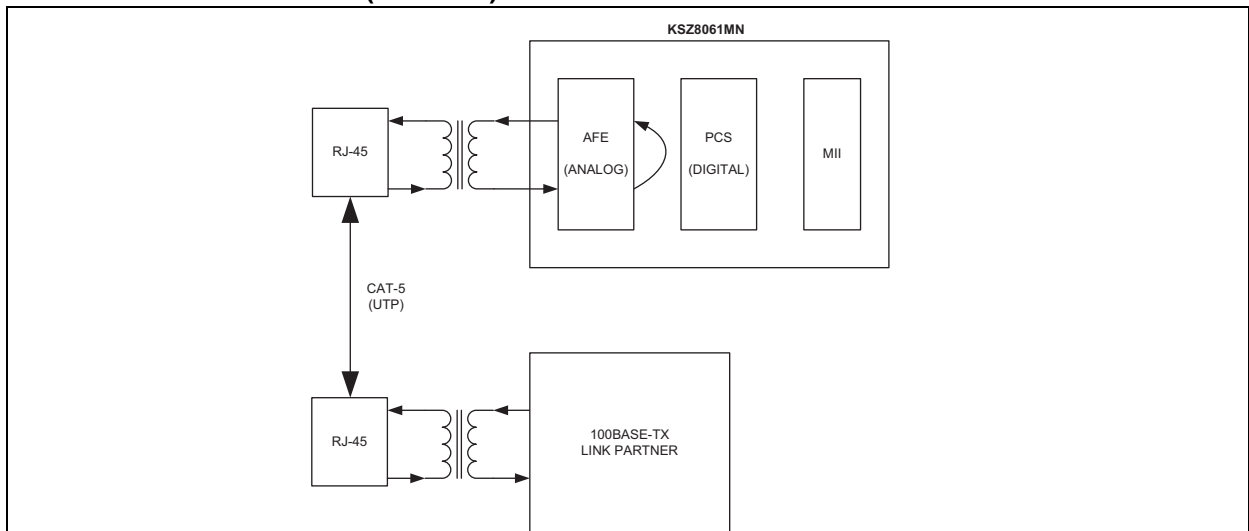 KSZ8061MN
RJ-45
AFE
(ANALOG)
PCS
(DIGITAL)
MII
CAT-5
(UTP)
RJ-45
100BASE-TX
LINK PARTNER